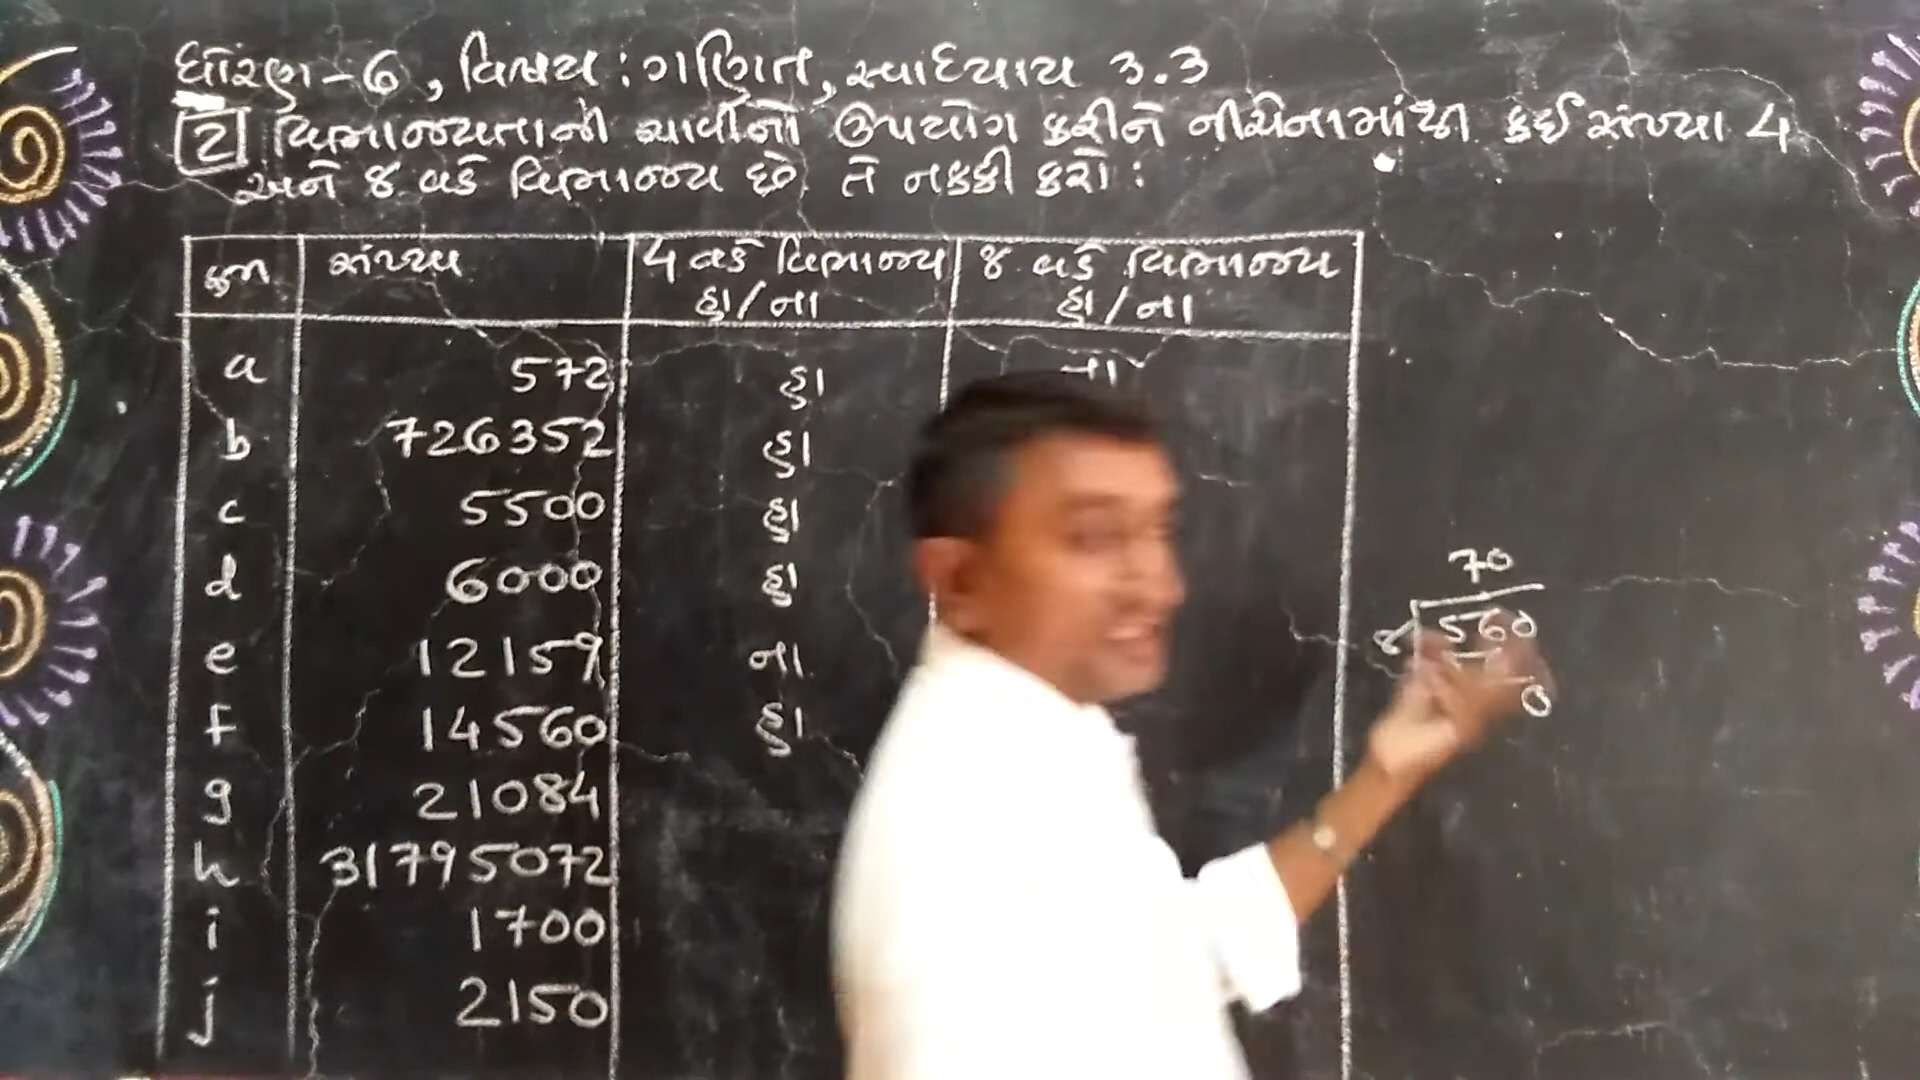 ધોરણ-6, વિષય : ગણિત, સ્વાધ્યાય 3.3
2 વિભાજ્યતાની ચાવીનો ઉપયોગ કરીને નીચેનામાંથી કઈ સંખ્યા 4
અને 8 વડે વિભાજ્ય છે તે નક્કી કરો :
ક્રમ સંખ્યા 4 વડે વિભાજ્ય હા/ના 8 વડે વિભાજ્ય હા/ના
a 572 હા ના
b 726352 હા
c 5500 હા
d 6000 હા
e 12159 ના
f 14560 હા
g 21084
h 31795072
i 1700
j 2150
70
8 560
0